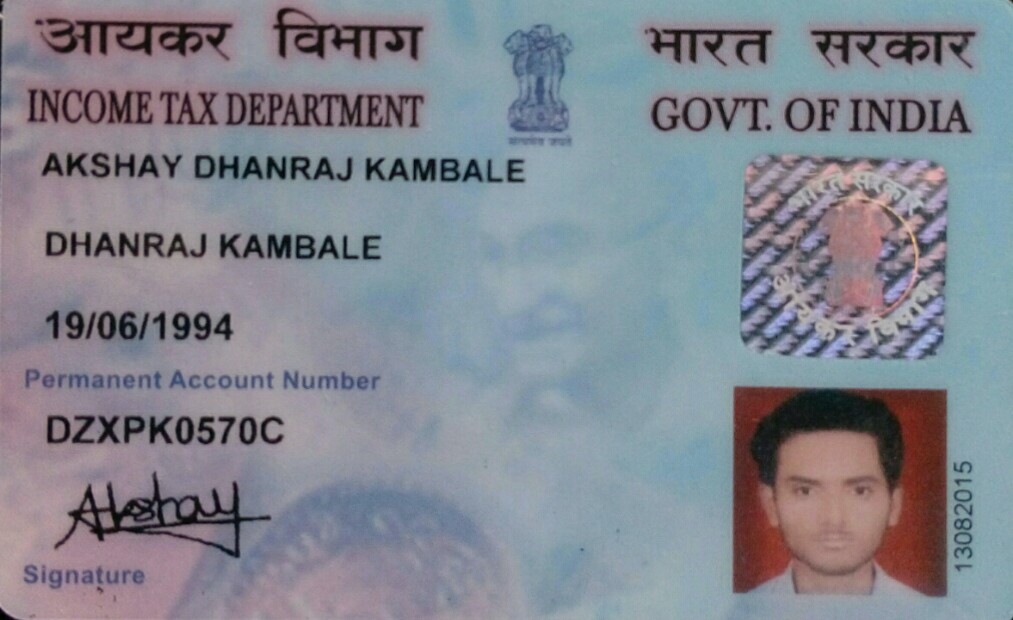 आयकर विभाग
भारत सरकार
INCOME TAX DEPARTMENT
GOVT. OF INDIA
सत्यमेव जयते
AKSHAY DHANRAJ KAMBALE
DHANRAJ KAMBALE
19/06/1994
Permanent Account Number
DZXPK0570C
Akshay
Signature
भारत सरकार
आयकर विभाग
13082015